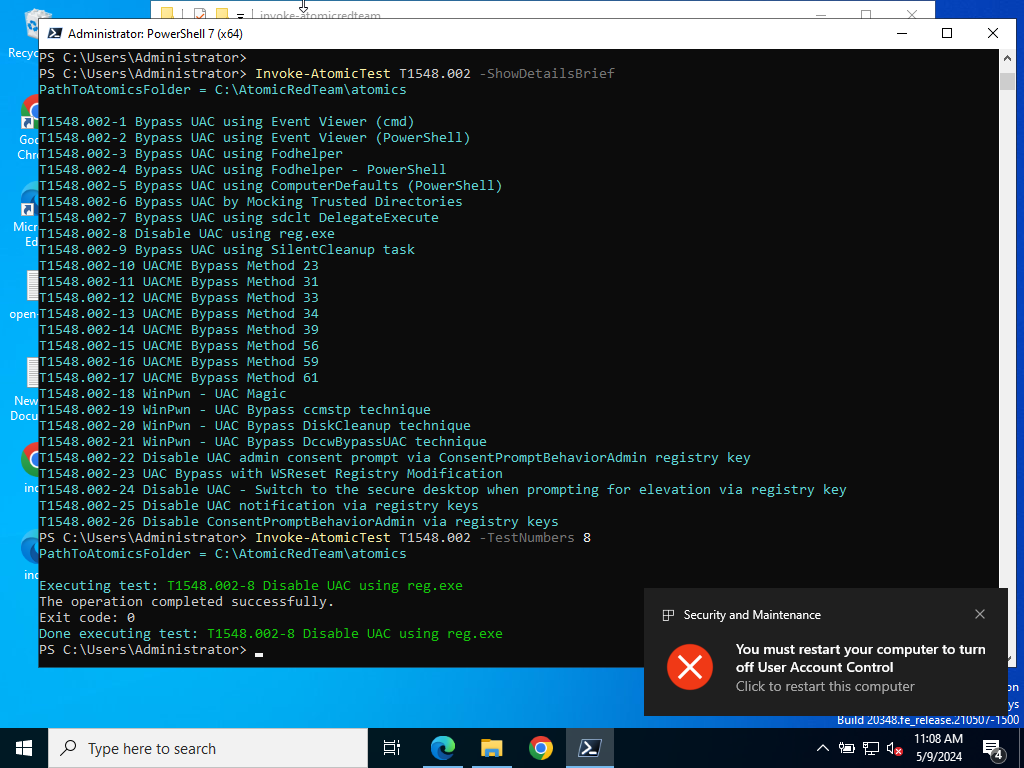 invoke-atomicredteam
Administrator: PowerShell 7 (x64)
PS C:\Users\Administrator>
PS C:\Users\Administrator> Invoke-AtomicTest T1548.002 -ShowDetailsBrief
PathToAtomicsFolder = C:\AtomicRedTeam\atomics
T1548.002-1 Bypass UAC using Event Viewer (cmd)
T1548.002-2 Bypass UAC using Event Viewer (PowerShell)
T1548.002-3 Bypass UAC using Fodhelper
T1548.002-4 Bypass UAC using Fodhelper - PowerShell
T1548.002-5 Bypass UAC using ComputerDefaults (PowerShell)
T1548.002-6 Bypass UAC by Mocking Trusted Directories
T1548.002-7 Bypass UAC using sdclt DelegateExecute
T1548.002-8 Disable UAC using reg.exe
T1548.002-9 Bypass UAC using SilentCleanup task
T1548.002-10 UACME Bypass Method 23
T1548.002-11 UACME Bypass Method 31
T1548.002-12 UACME Bypass Method 33
T1548.002-13 UACME Bypass Method 34
T1548.002-14 UACME Bypass Method 39
T1548.002-15 UACME Bypass Method 56
T1548.002-16 UACME Bypass Method 59
T1548.002-17 UACME Bypass Method 61
T1548.002-18 WinPwn - UAC Magic
T1548.002-19 WinPwn - UAC Bypass ccmstp technique
T1548.002-20 WinPwn - UAC Bypass DiskCleanup technique
T1548.002-21 WinPwn - UAC Bypass DccwBypassUAC technique
T1548.002-22 Disable UAC admin consent prompt via ConsentPromptBehaviorAdmin registry key
T1548.002-23 UAC Bypass with WSReset Registry Modification
T1548.002-24 Disable UAC - Switch to the secure desktop when prompting for elevation via registry key
T1548.002-25 Disable UAC notification via registry keys
T1548.002-26 Disable ConsentPromptBehaviorAdmin via registry keys
PS C:\Users\Administrator> Invoke-AtomicTest T1548.002 -TestNumbers 8
PathToAtomicsFolder = C:\AtomicRedTeam\atomics
Executing test: T1548.002-8 Disable UAC using reg.exe
The operation completed successfully.
Exit code: 0
Done executing test: T1548.002-8 Disable UAC using reg.exe
PS C:\Users\Administrator>
Recyc
Goo
Chr
Micr
Ed
open-
New
Docu
inc
inc
Security and Maintenance
You must restart your computer to turn
off User Account Control
Click to restart this computer
on
ys
Build 20348.fe_release.210507-1500
Type here to search
11:08 AM
5/9/2024
4